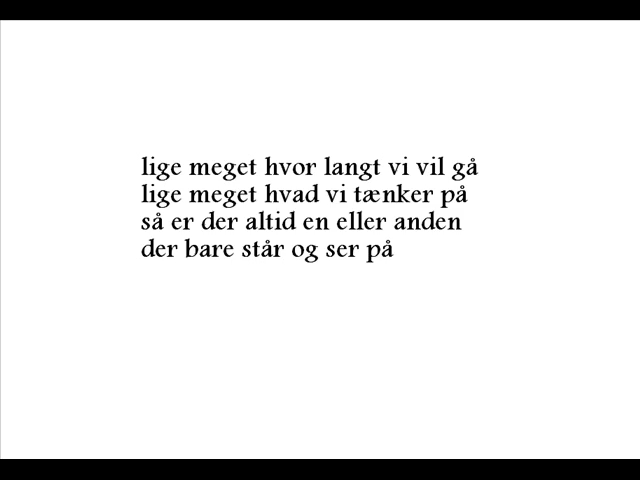 lige meget hvor langt vi vil gå
lige meget hvad vi tænker på
så er der altid en eller anden
der bare står og ser på